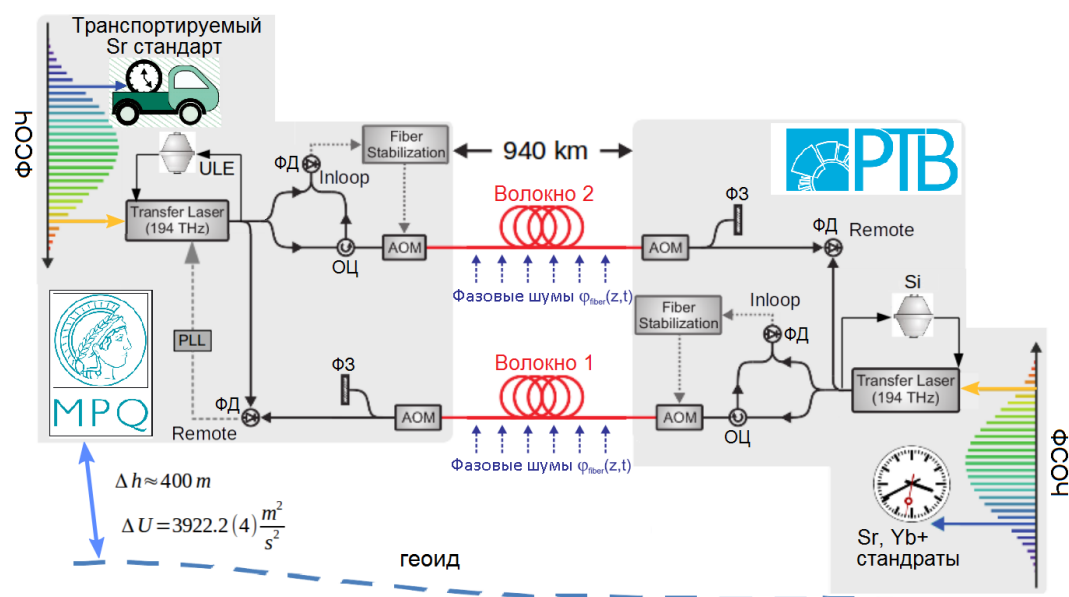 Транспортируемый
Sr стандарт
ФСОЧ
ULE
Transfer Laser
(194 THz)
ФД
Inloop
Fiber
Stabilization
ОЦ
AOM
940 km
Волокно 2
Фазовые шумы φfiber(z,t)
AOM
ФЗ
PTB
ФД
Remote
Si
Fiber
Stabilization
Inloop
ФД
Transfer Laser
(194 THz)
PLL
ФЗ
Волокно 1
MPQ
ФД
Remote
AOM
AOM
ОЦ
Фазовые шумы φfiber(z,t)
ФСОЧ
Δh≈400 m
ΔU=3922.2(4) m²/s²
Sr, Yb+
стандраты
геоид